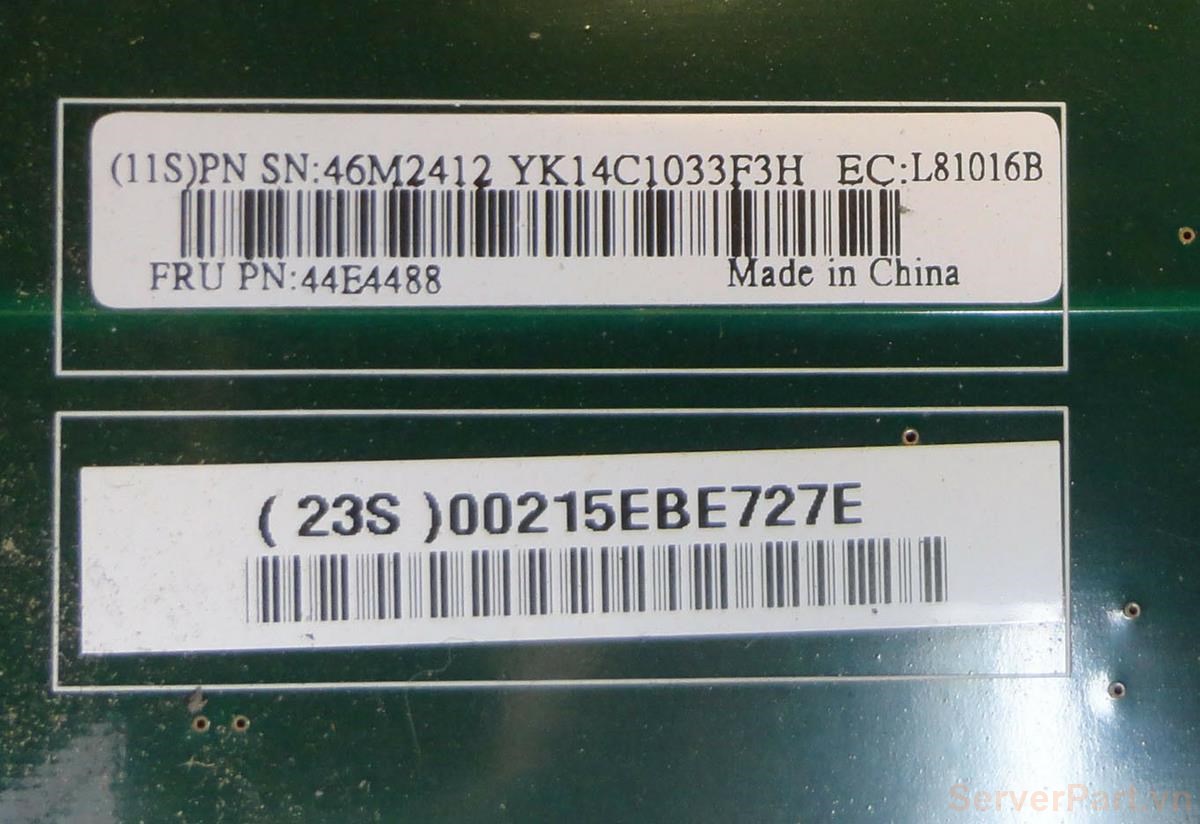 (11S)PN SN:46M2412 YK14C1033F3H EC:L81016B
FRU PN:44E4488 Made in China
( 23S )00215EBE727E
ServerPart.vn